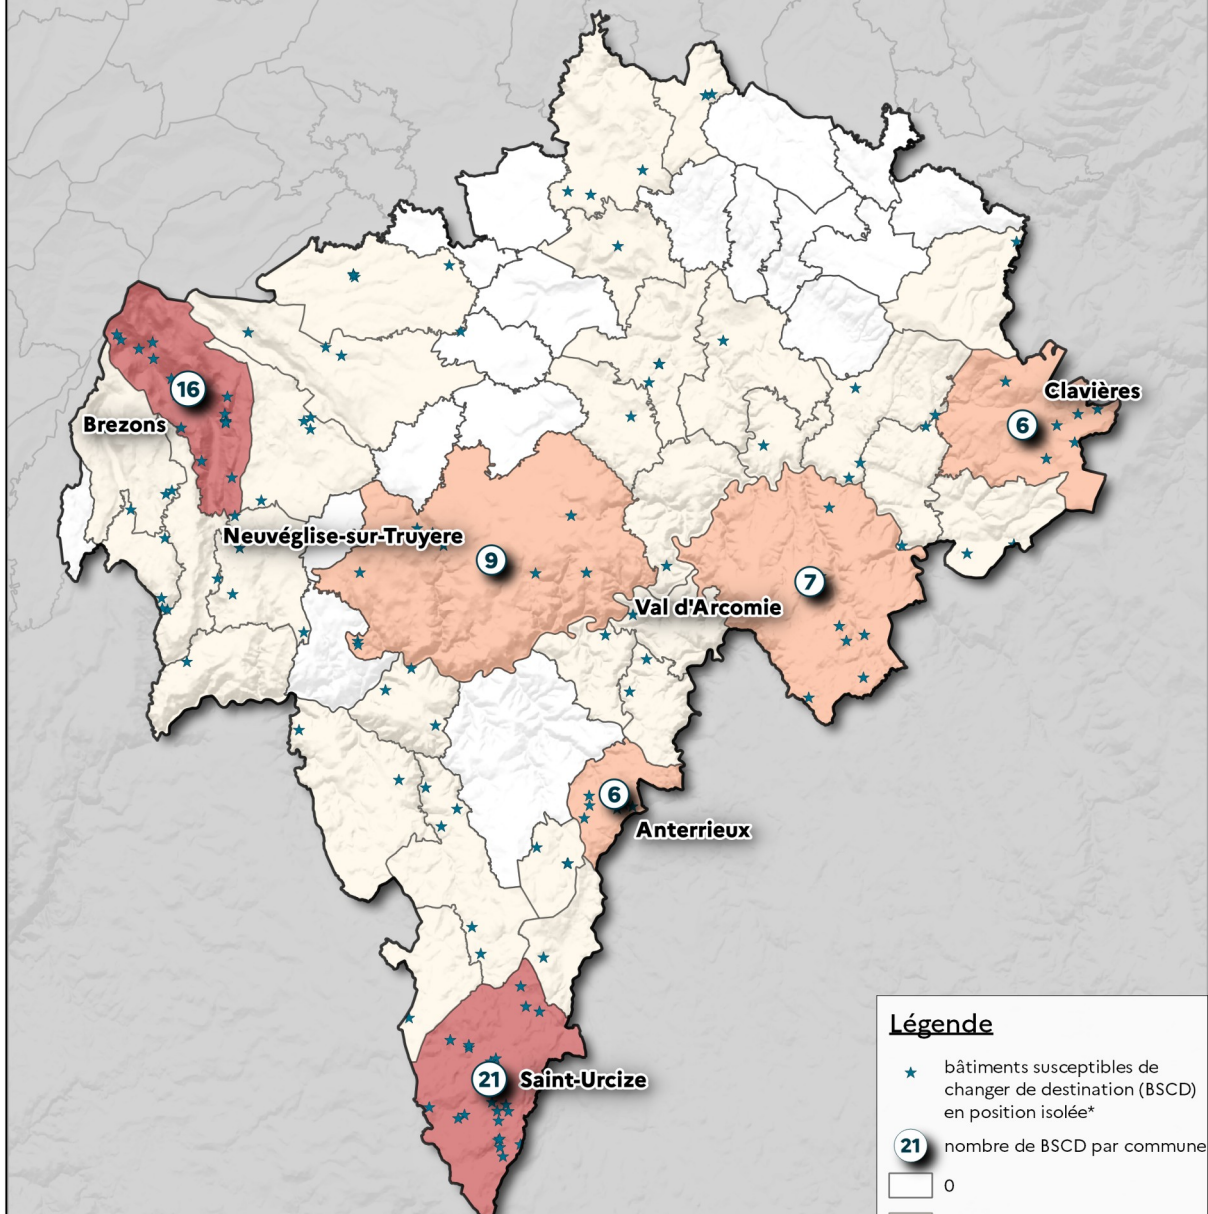 16
Brezons
Clavières
6
Neuvéglise-sur-Truyere
9
7
Val d'Arcomie
6
Anterrieux
21
Saint-Urcize
Légende
bâtiments susceptibles de
changer de destination (BSCD)
en position isolée*
21
nombre de BSCD par commune
0